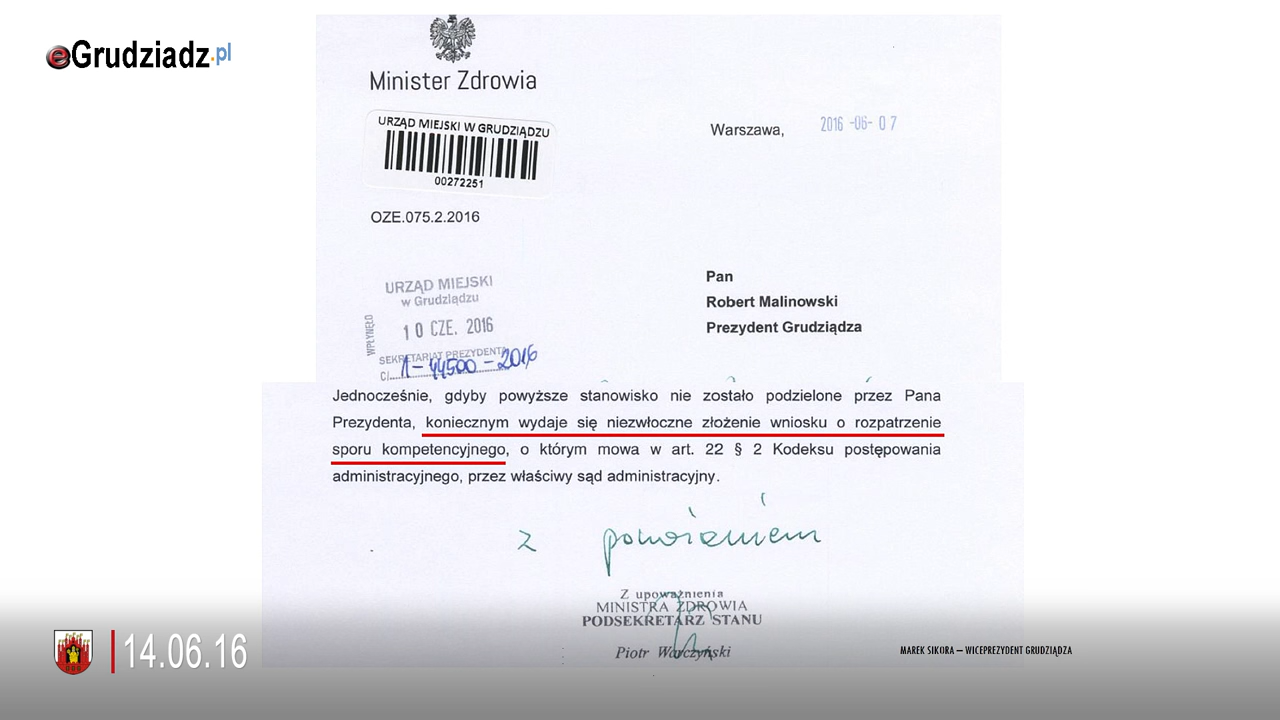 eGrudziadz.pl
Minister Zdrowia
URZĄD MIEJSKI W GRUDZIĄDZU
00272251
Warszawa, 2016 -06- 07
OZE.075.2.2016
URZĄD MIEJSKI
w Grudziądzu
WPŁYNĘŁO
10 CZE. 2016
SEKRETARIAT PREZYDENTA
1-44500-2016
Pan
Robert Malinowski
Prezydent Grudziądza
Jednocześnie, gdyby powyższe stanowisko nie zostało podzielone przez Pana
Prezydenta, koniecznym wydaje się niezwłoczne złożenie wniosku o rozpatrzenie
sporu kompetencyjnego, o którym mowa w art. 22 § 2 Kodeksu postępowania
administracyjnego, przez właściwy sąd administracyjny.
z poważaniem
Z upoważnienia
MINISTRA ZDROWIA
PODSEKRETARZ STANU
Piotr Warczyński
14.06.16
MAREK SIKORA – WICEPREZYDENT GRUDZIĄDZA